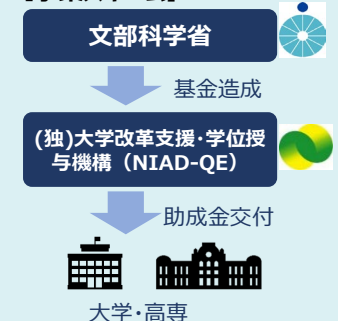 文部科学省
基金造成
(独)大学改革支援・学位授
与機構（NIAD-QE）
助成金交付
大学・高専